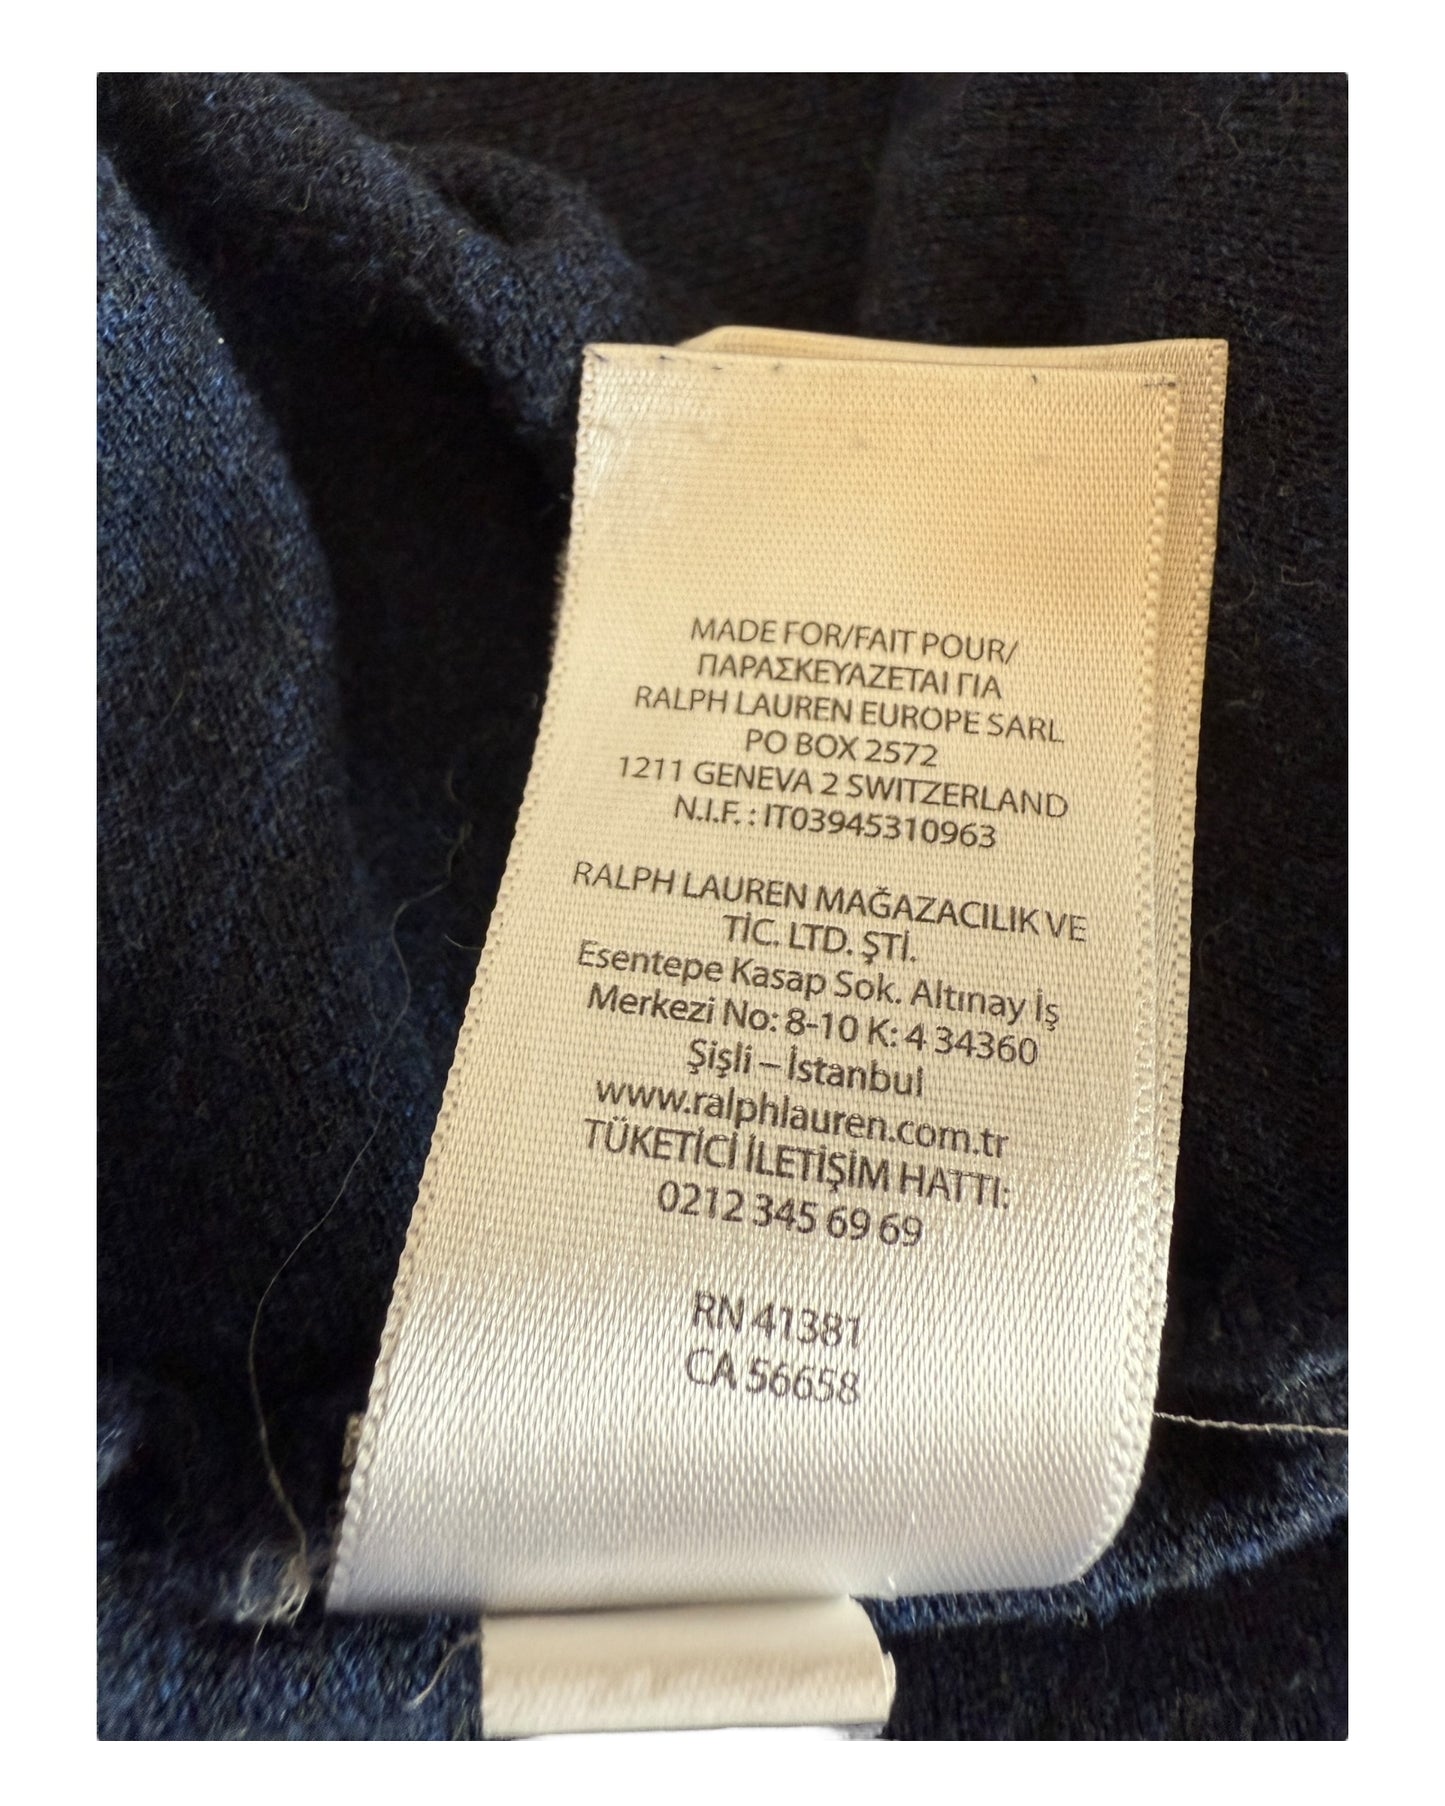 MADE FOR/FAIT POUR/
ΠΑΡΑΣΚΕΥΑΖΕΤΑΙ ΓΙΑ
RALPH LAUREN EUROPE SARL
PO BOX 2572
1211 GENEVA 2 SWITZERLAND
N.I.F. : IT03945310963
RALPH LAUREN MAĞAZACILIK VE
TİC. LTD. ŞTİ.
Esentepe Kasap Sok. Altınay İş
Merkezi No: 8-10 K: 4 34360
Şişli – İstanbul
www.ralphlauren.com.tr
TÜKETİCİ İLETİŞİM HATTI:
0212 345 69 69
RN 41381
CA 56658